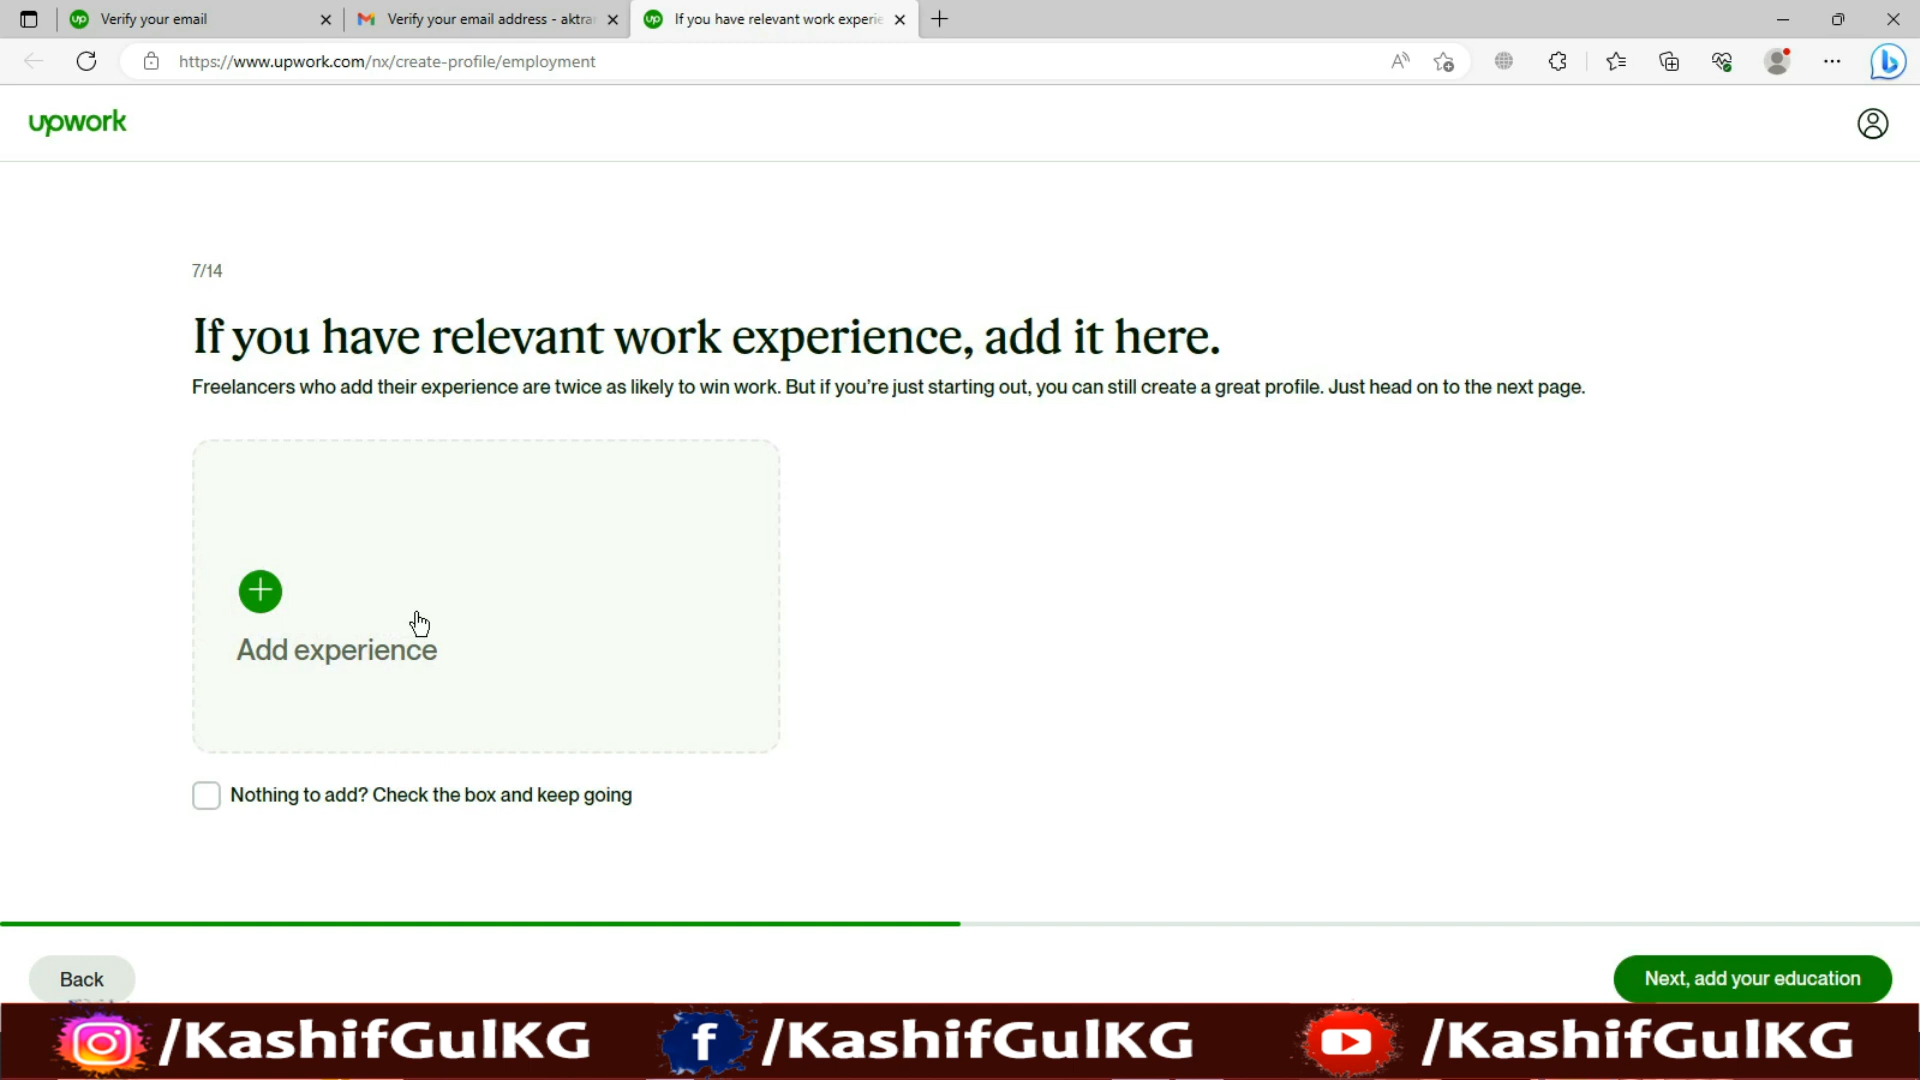 Verify your email
Verify your email address - aktra
If you have relevant work experie
https://www.upwork.com/nx/create-profile/employment
upwork
7/14
If you have relevant work experience, add it here.
Freelancers who add their experience are twice as likely to win work. But if you're just starting out, you can still create a great profile. Just head on to the next page.
Add experience
Nothing to add? Check the box and keep going
Back
Next, add your education
/KashifGulKG
/KashifGulKG
/KashifGulKG